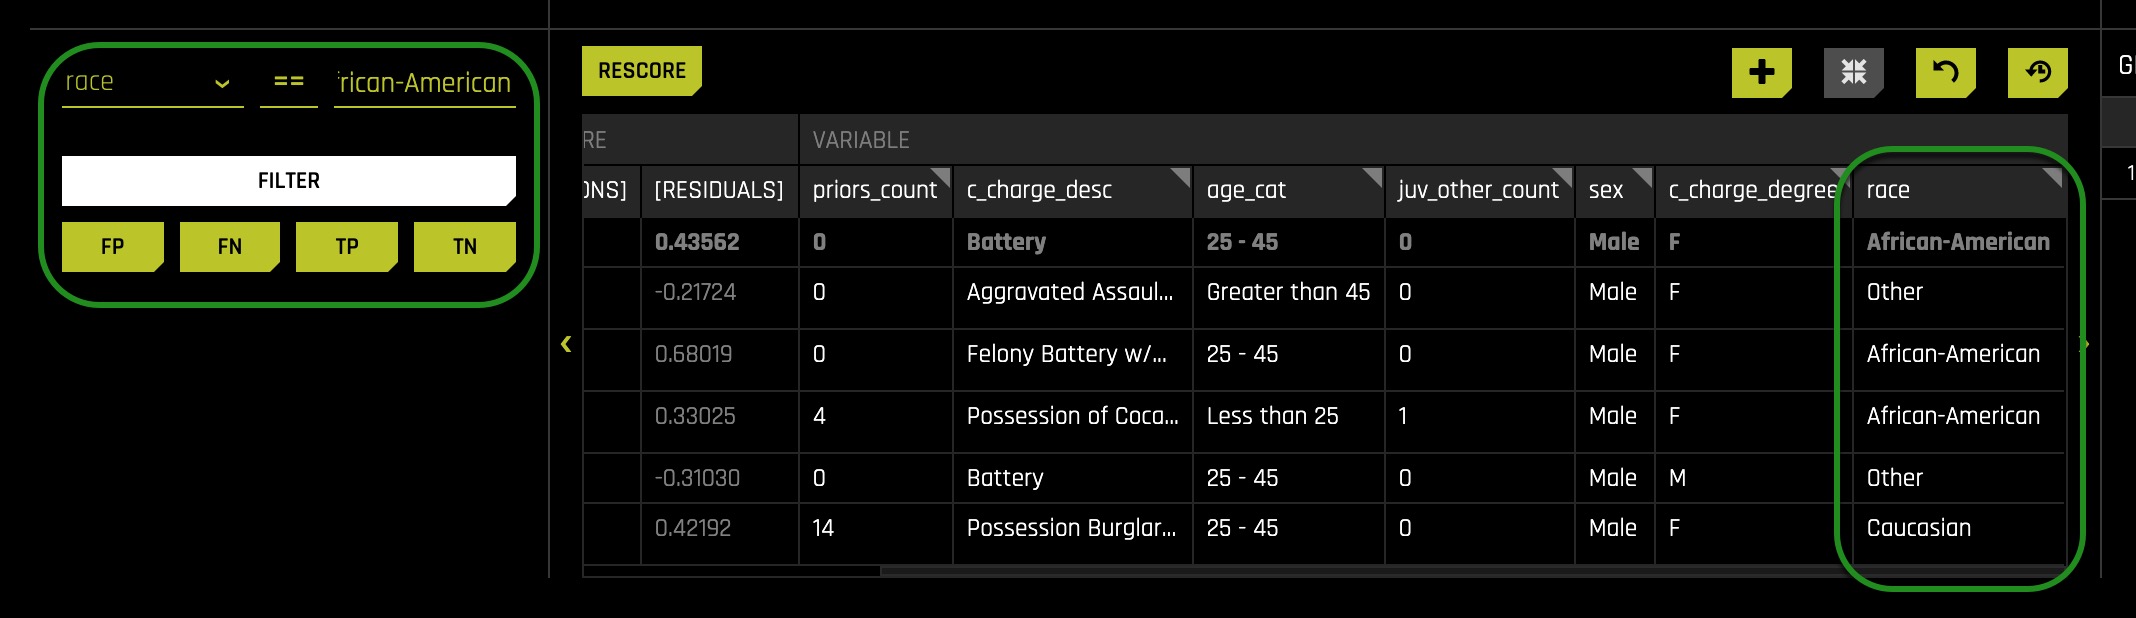 race == rican-American
FILTER
FP FN TP TN
RESCORE
RE VARIABLE
ONS] [RESIDUALS] priors_count c_charge_desc age_cat juv_other_count sex c_charge_degree race
0.43562 0 Battery 25 - 45 0 Male F African-American
-0.21724 0 Aggravated Assaul... Greater than 45 0 Male F Other
0.68019 0 Felony Battery w/... 25 - 45 0 Male F African-American
0.33025 4 Possession of Coca... Less than 25 1 Male F African-American
-0.31030 0 Battery 25 - 45 0 Male M Other
0.42192 14 Possession Burglar... 25 - 45 0 Male F Caucasian
1